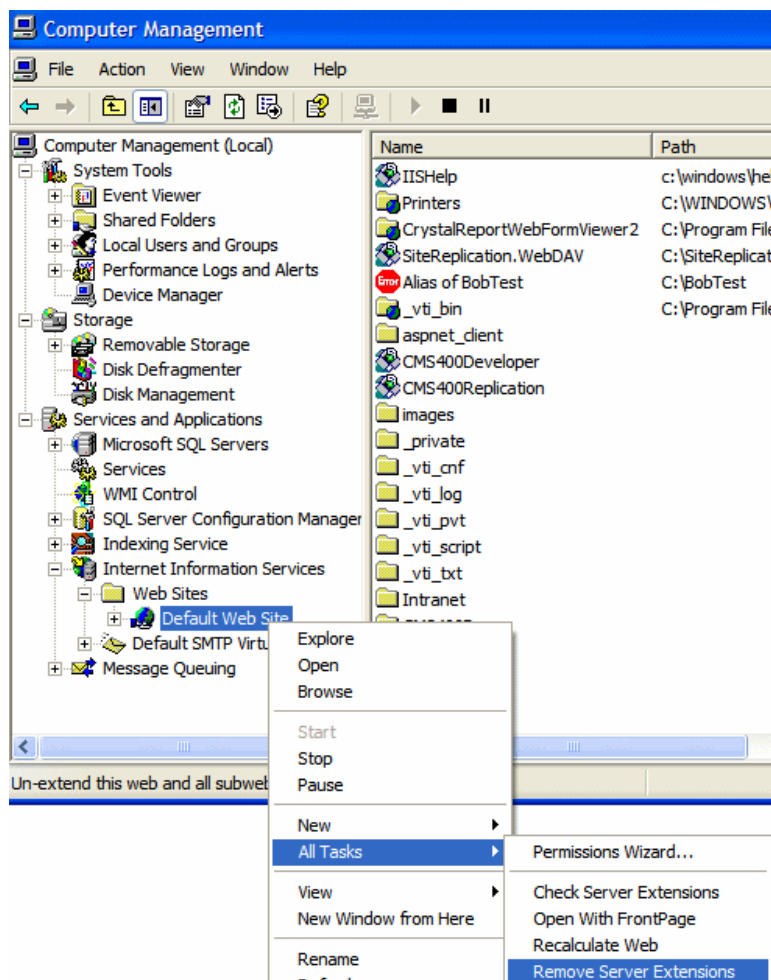 Computer Management
File Action View Window Help
Computer Management (Local)
System Tools
Event Viewer
Shared Folders
Local Users and Groups
Performance Logs and Alerts
Device Manager
Storage
Removable Storage
Disk Defragmenter
Disk Management
Services and Applications
Microsoft SQL Servers
Services
WMI Control
SQL Server Configuration Manager
Indexing Service
Internet Information Services
Web Sites
Default Web Site
Default SMTP Virtu
Message Queuing
Name Path
IISHelp c:\windows\hel
Printers C:\WINDOWS\
CrystalReportWebFormViewer2 C:\Program File
SiteReplication.WebDAV C:\SiteReplicat
Error Alias of BobTest C:\BobTest
_vti_bin C:\Program File
aspnet_client
CMS400Developer
CMS400Replication
images
_private
_vti_cnf
_vti_log
_vti_pvt
_vti_script
_vti_txt
Intranet
Un-extend this web and all subweb
Explore
Open
Browse
Start
Stop
Pause
New
All Tasks
View
New Window from Here
Rename
Permissions Wizard...
Check Server Extensions
Open With FrontPage
Recalculate Web
Remove Server Extensions